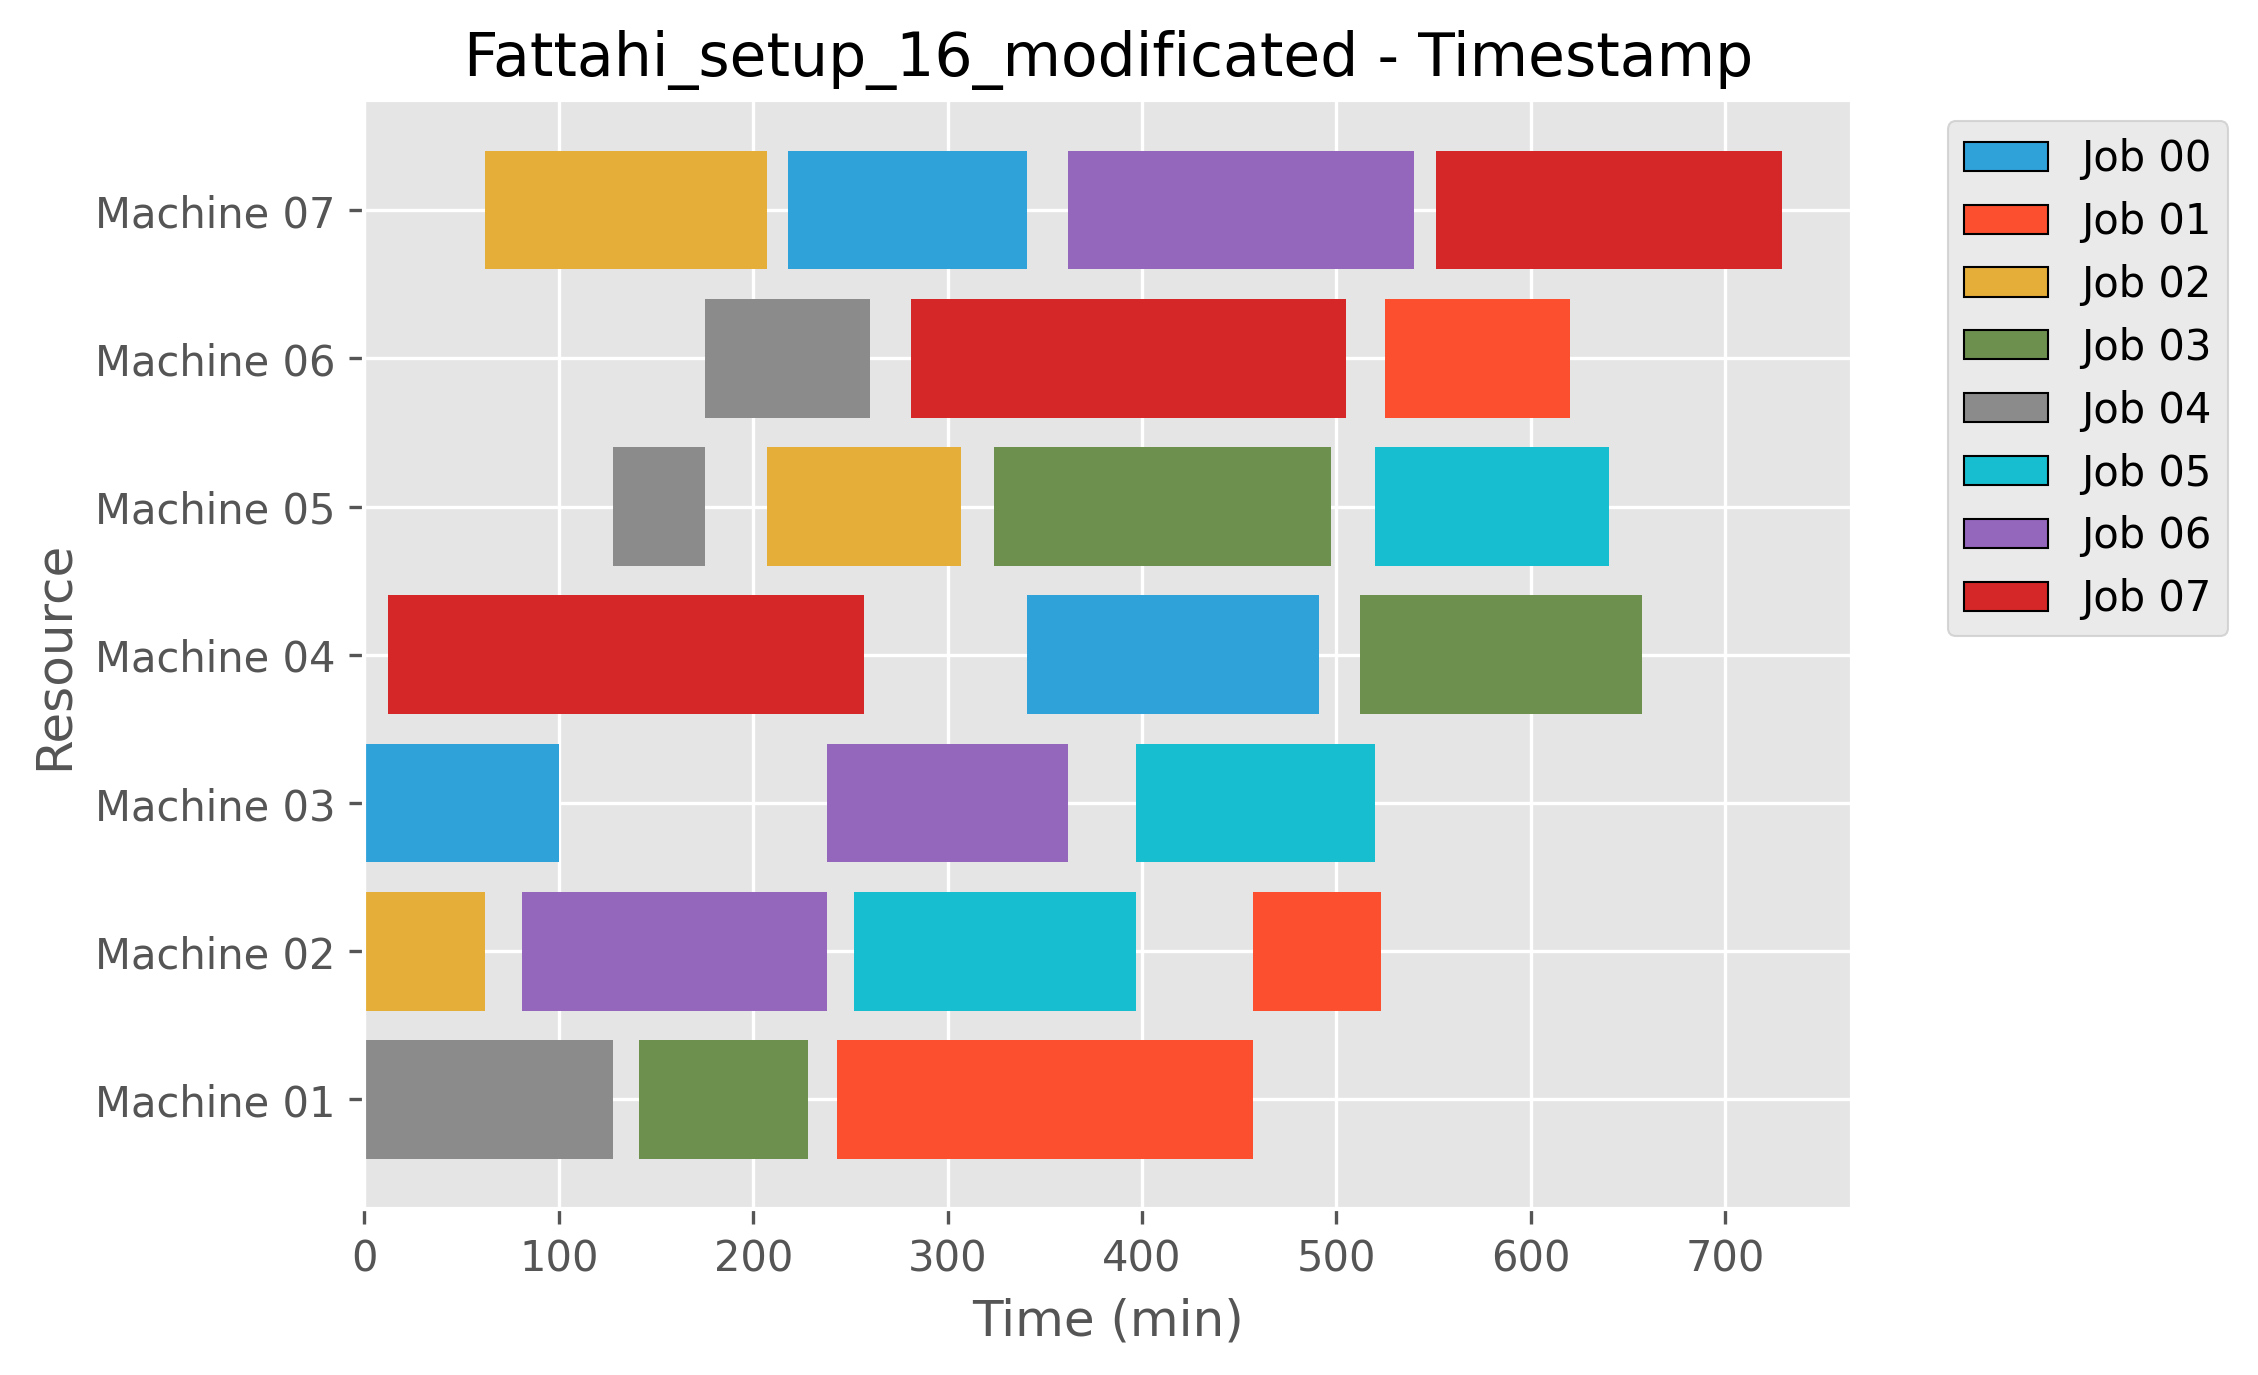 Fattahi_setup_16_modificated - Timestamp
Machine 07
Machine 06
Machine 05
Machine 04
Machine 03
Machine 02
Machine 01
Resource
0 100 200 300 400 500 600 700
Time (min)
Job 00
Job 01
Job 02
Job 03
Job 04
Job 05
Job 06
Job 07